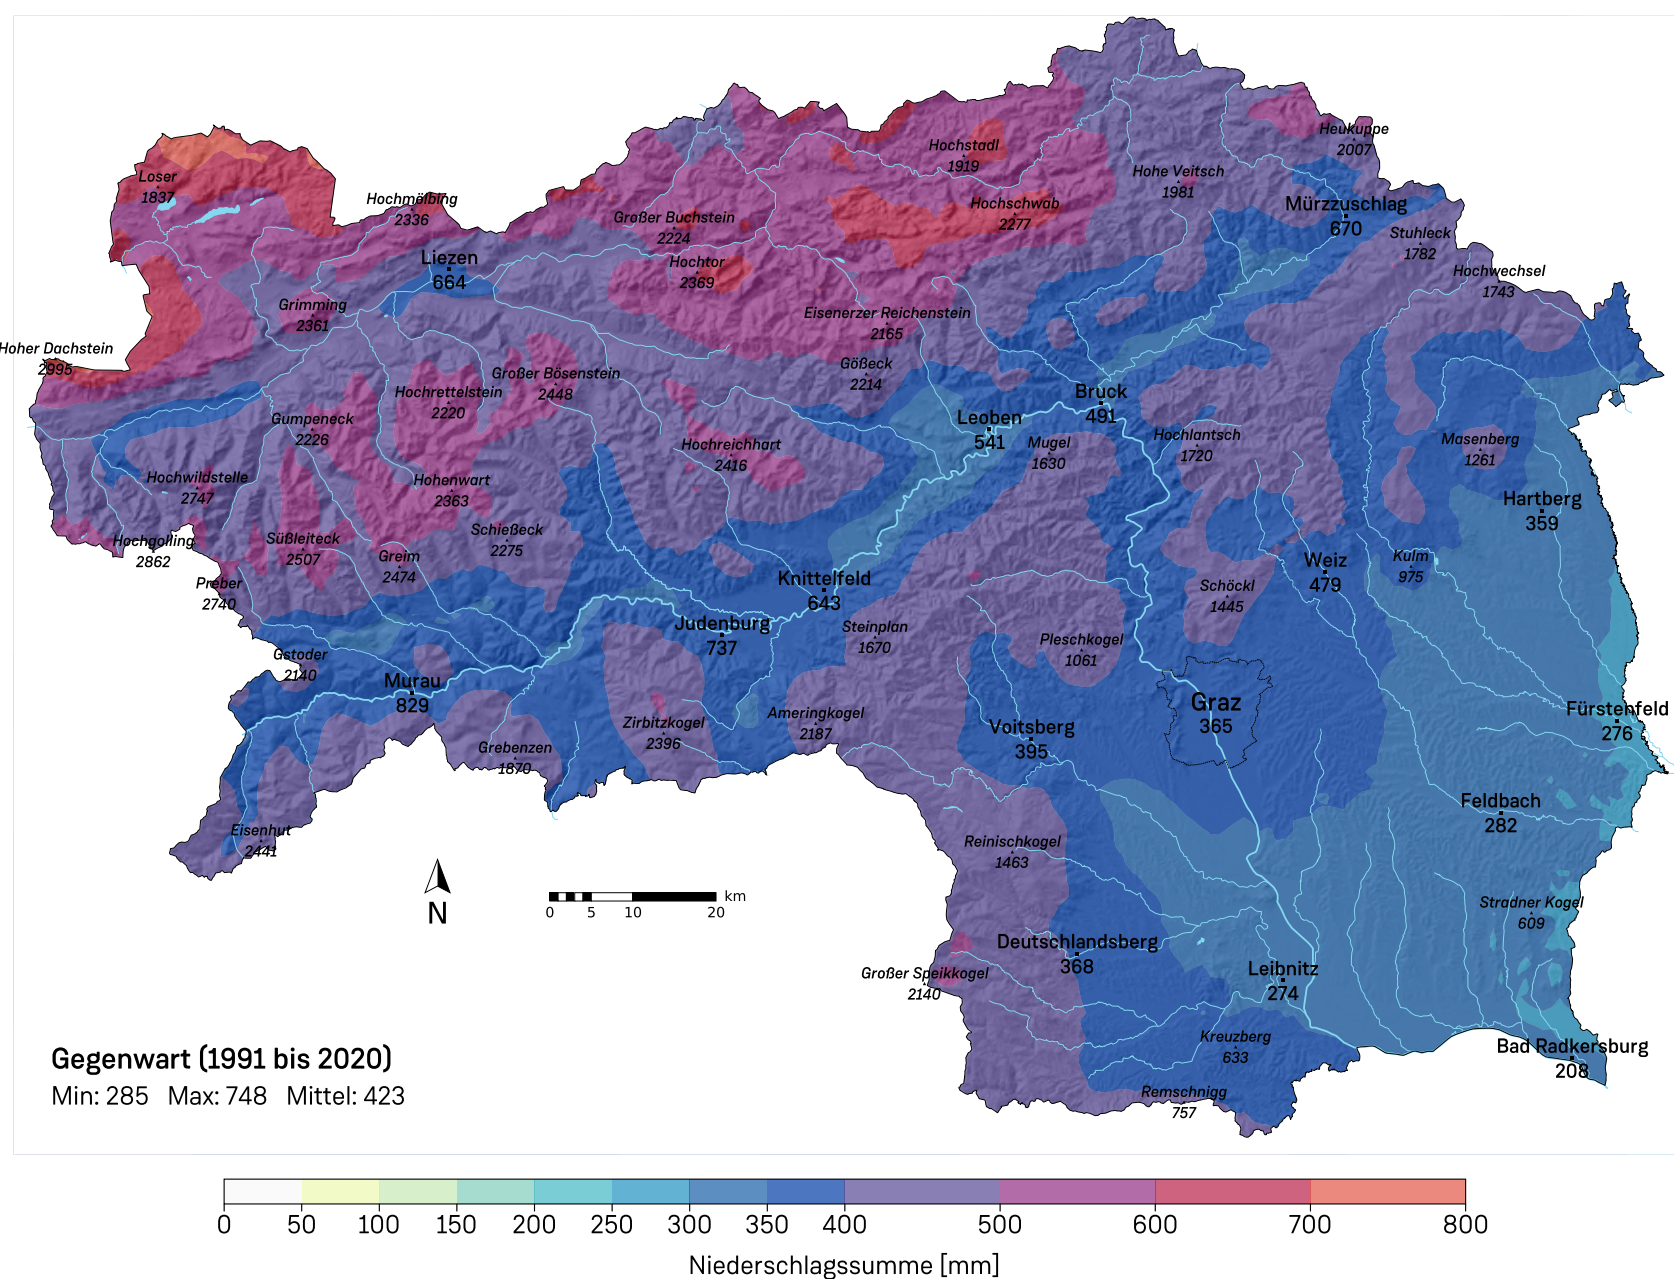 Heukuppe
2007
Hochstadl
1919
Loser
1837
Hohe Veitsch
1981
Hochmölbing
2336
Hochschwab
2277
Mürzzuschlag
670
Großer Buchstein
2224
Stuhleck
1782
Liezen
664
Hochtor
2369
Hochwechsel
1743
Grimming
2361
Eisenerzer Reichenstein
2165
Hoher Dachstein
2995
Gößeck
2214
Großer Bösenstein
2448
Hochrettelstein
2220
Bruck
491
Gumpeneck
2226
Leoben
541
Hochreichhart
2416
Mugel
1630
Hochlantsch
1720
Masenberg
1261
Hochwildstelle
2747
Hohenwart
2363
Hartberg
359
Schießeck
2275
Hochgolling
2862
Süßleiteck
2507
Greim
2474
Weiz
479
Kulm
975
Preber
2740
Knittelfeld
643
Schöckl
1445
Judenburg
737
Steinplan
1670
Pleschkogel
1061
Gstoder
2140
Murau
829
Graz
365
Fürstenfeld
276
Zirbitzkogel
2396
Ameringkogel
2187
Voitsberg
395
Grebenzen
1870
Feldbach
282
Eisenhut
2441
Reinischkogel
1463
N
0 5 10 20 km
Stradner Kogel
609
Deutschlandsberg
368
Großer Speikkogel
2140
Leibnitz
274
Kreuzberg
633
Bad Radkersburg
208
Gegenwart (1991 bis 2020)
Min: 285 Max: 748 Mittel: 423
Remschnigg
757
0 50 100 150 200 250 300 350 400 500 600 700 800
Niederschlagssumme [mm]